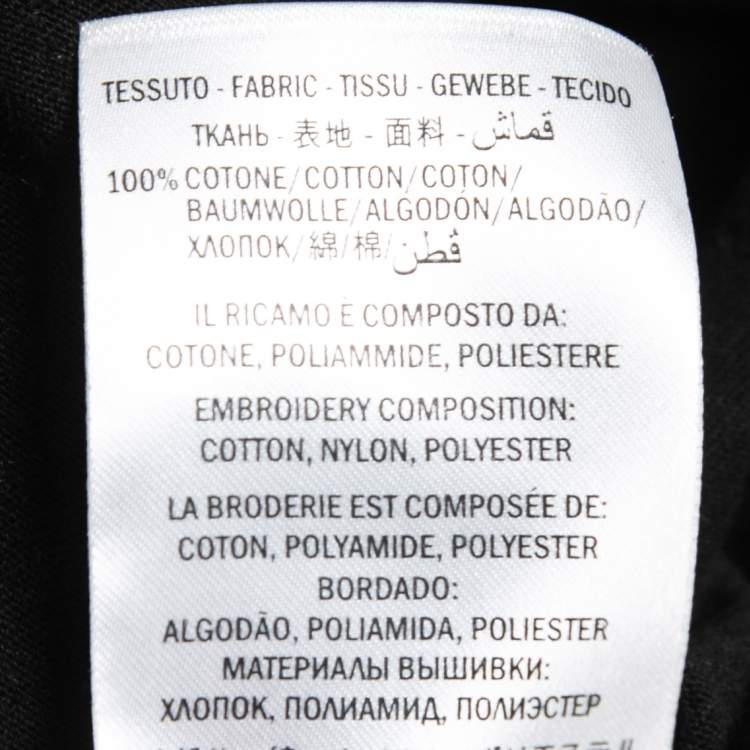 TESSUTO - FABRIC - TISSU - GEWEBE - TECIDO
ТКАНЬ - 表地 - 面料 - قماش
100% COTONE/COTTON/COTON/
BAUMWOLLE/ALGODÓN/ALGODÃO/
ХЛОПОК/綿/棉/قطن
IL RICAMO È COMPOSTO DA:
COTONE, POLIAMMIDE, POLIESTERE
EMBROIDERY COMPOSITION:
COTTON, NYLON, POLYESTER
LA BRODERIE EST COMPOSÉE DE:
COTON, POLYAMIDE, POLYESTER
BORDADO:
ALGODÃO, POLIAMIDA, POLIESTER
МАТЕРИАЛЫ ВЫШИВКИ:
ХЛОПОК, ПОЛИАМИД, ПОЛИЭСТЕР